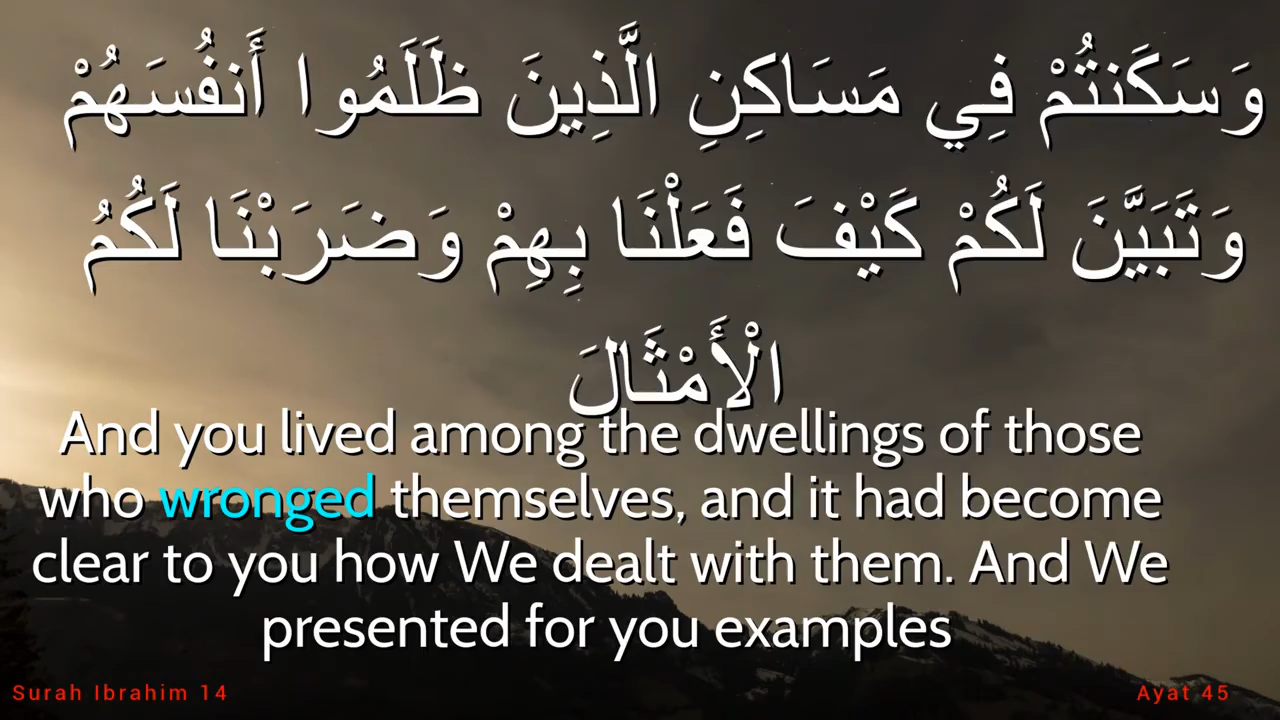 وَسَكَنتُمْ فِي مَسَاكِنِ الَّذِينَ ظَلَمُوا أَنفُسَهُمْ
وَتَبَيَّنَ لَكُمْ كَيْفَ فَعَلْنَا بِهِمْ وَضَرَبْنَا لَكُمُ
الْأَمْثَالَ
And you lived among the dwellings of those
who wronged themselves, and it had become
clear to you how We dealt with them. And We
presented for you examples
Surah Ibrahim 14
Ayat 45